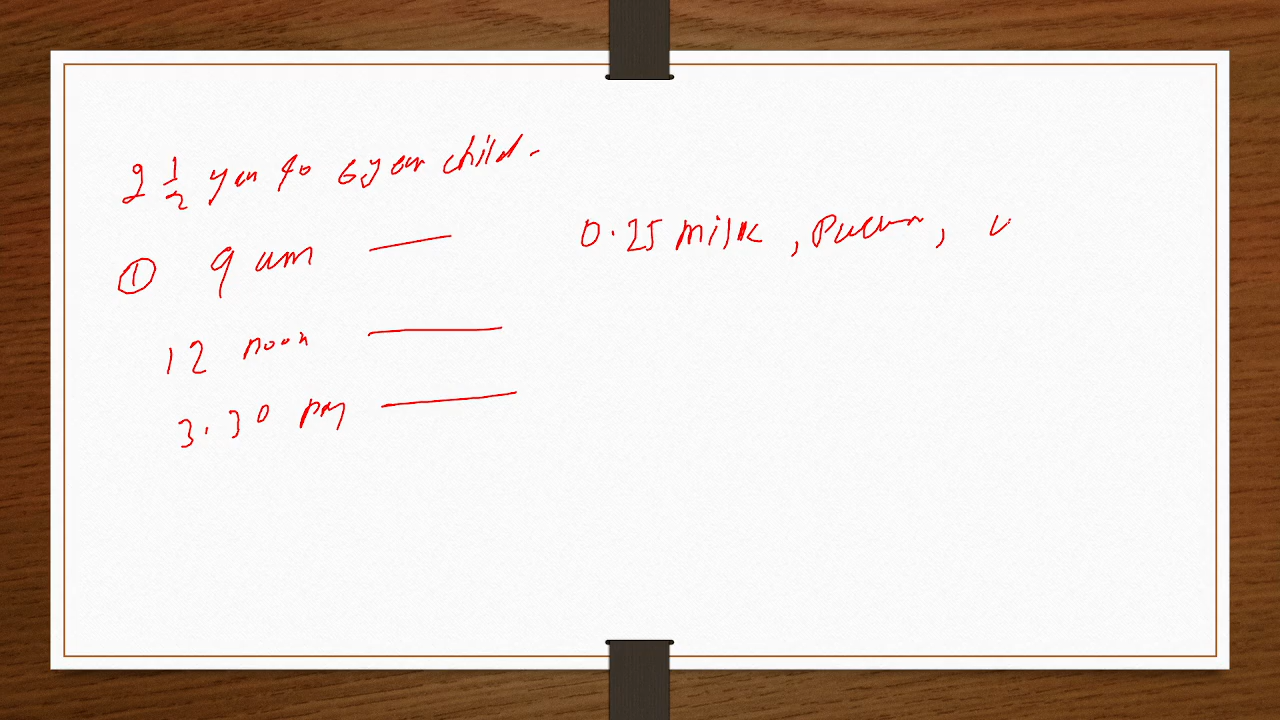 2 1/2 year to 6 year child.
① 9 am — 0.25 milk, ,
12 noon —
3.30 pm —